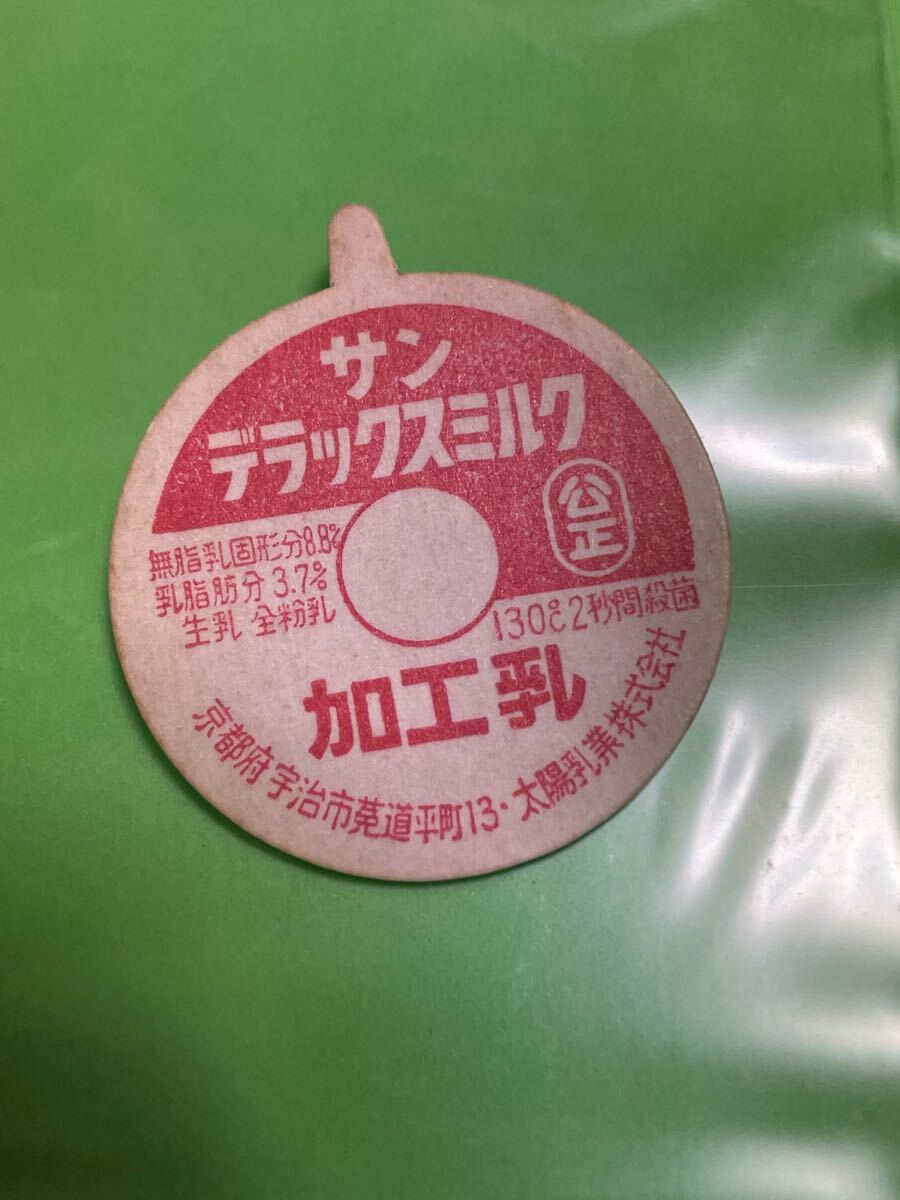 サン
デラックスミルク
公正
無脂乳固形分8.8%
乳脂肪分 3.7%
生乳 全粉乳
130℃2秒間殺菌
加工乳
京都府宇治市莵道平町13・太陽乳業株式会社